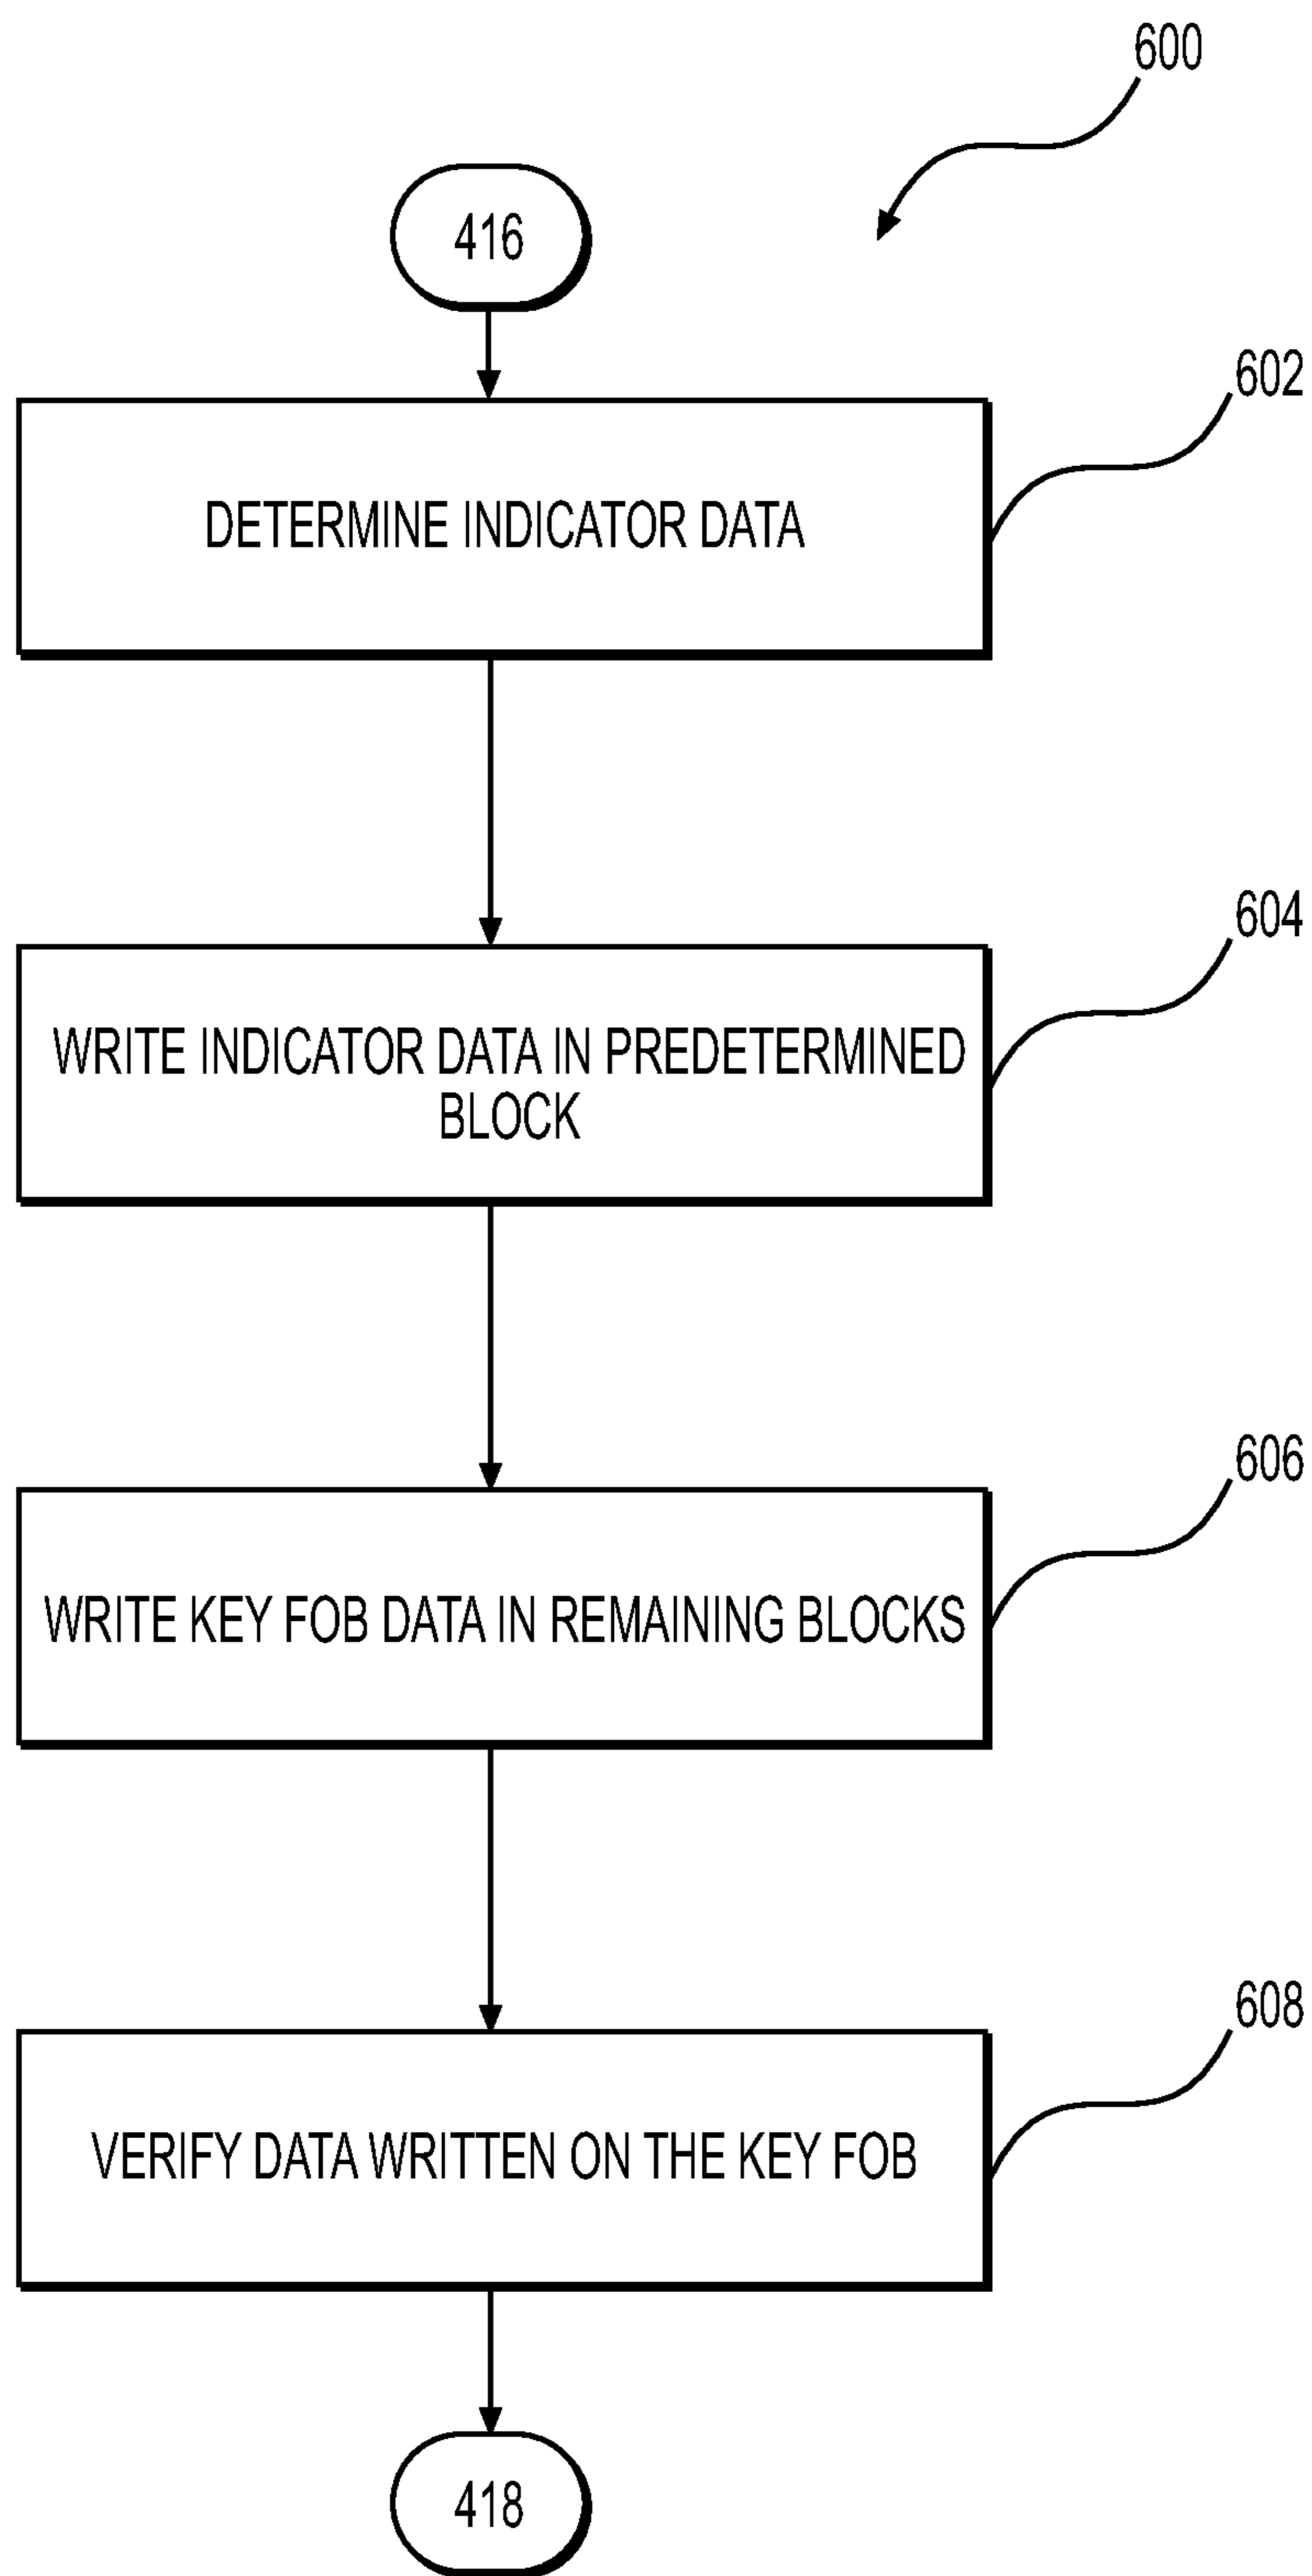 600
416
602
DETERMINE INDICATOR DATA
604
WRITE INDICATOR DATA IN PREDETERMINED
BLOCK
606
WRITE KEY FOB DATA IN REMAINING BLOCKS
608
VERIFY DATA WRITTEN ON THE KEY FOB
418